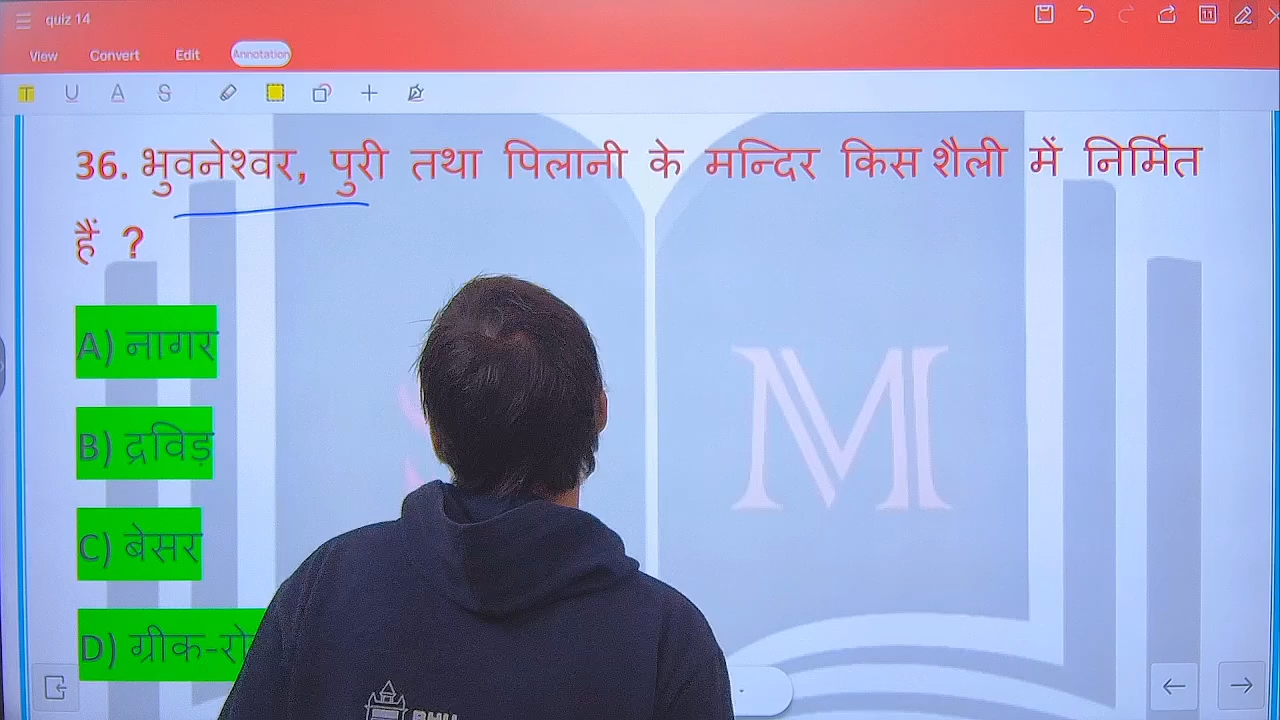 quiz 14
View Convert Edit Annotation
T U A S
36. भुवनेश्वर, पुरी तथा पिलानी के मन्दिर किस शैली में निर्मित
हैं ?
A) नागर
B) द्रविड़
C) बेसर
D) ग्रीक-रो
M